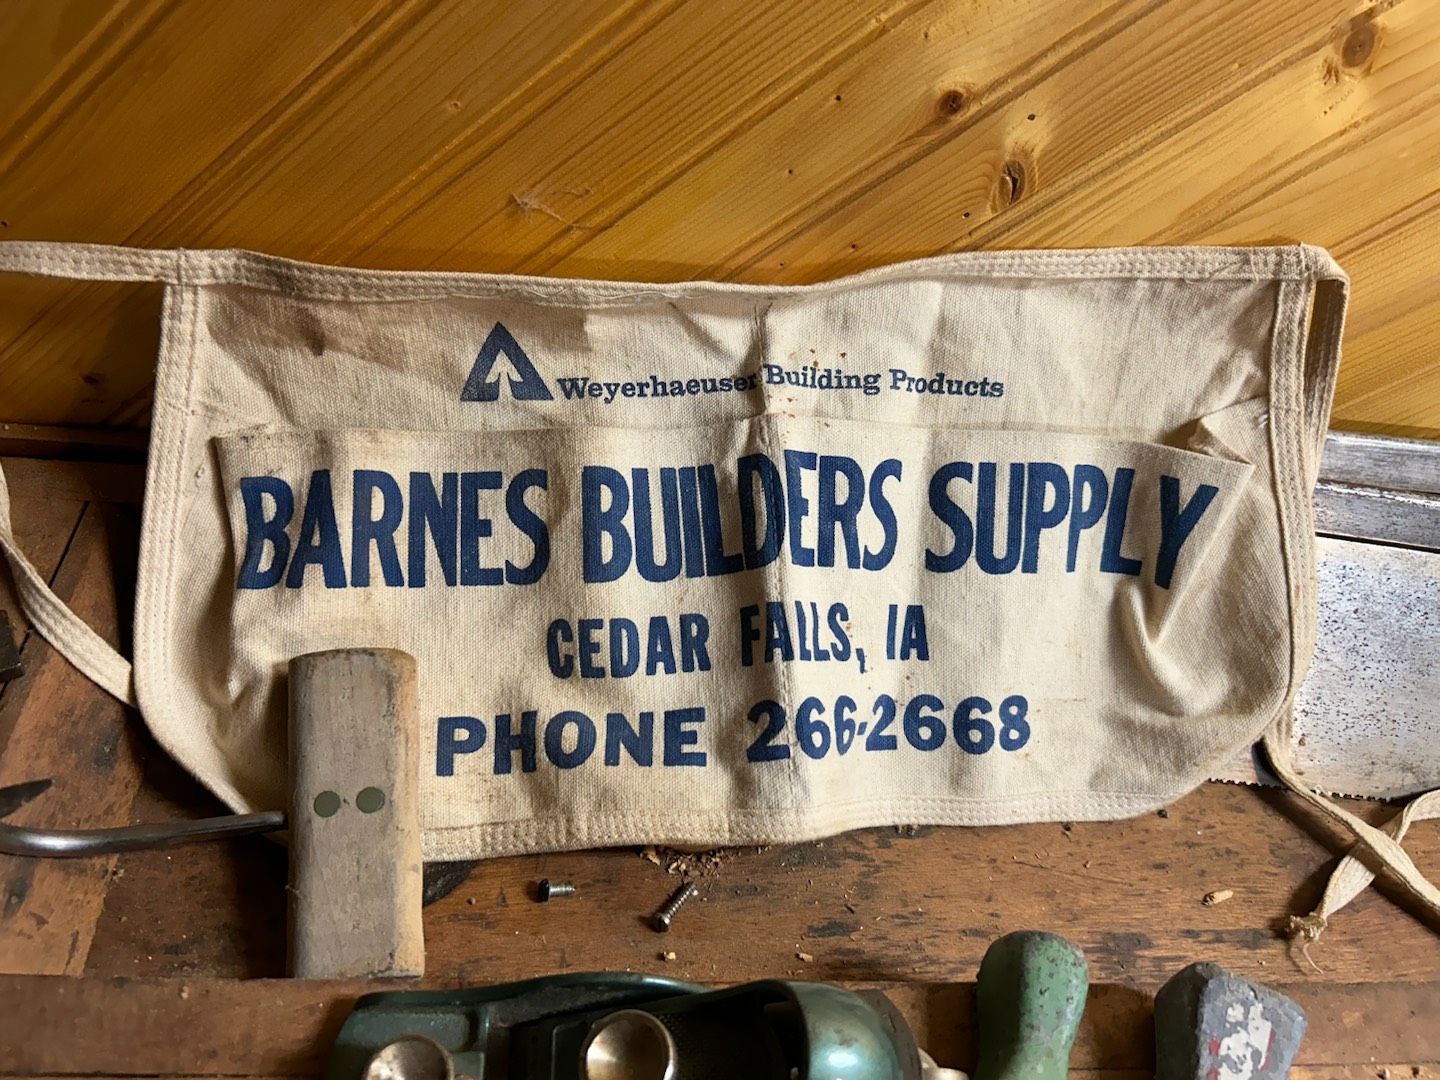 Weyerhaeuser Building Products
BARNES BUILDERS SUPPLY
CEDAR FALLS, IA
PHONE 266-2668